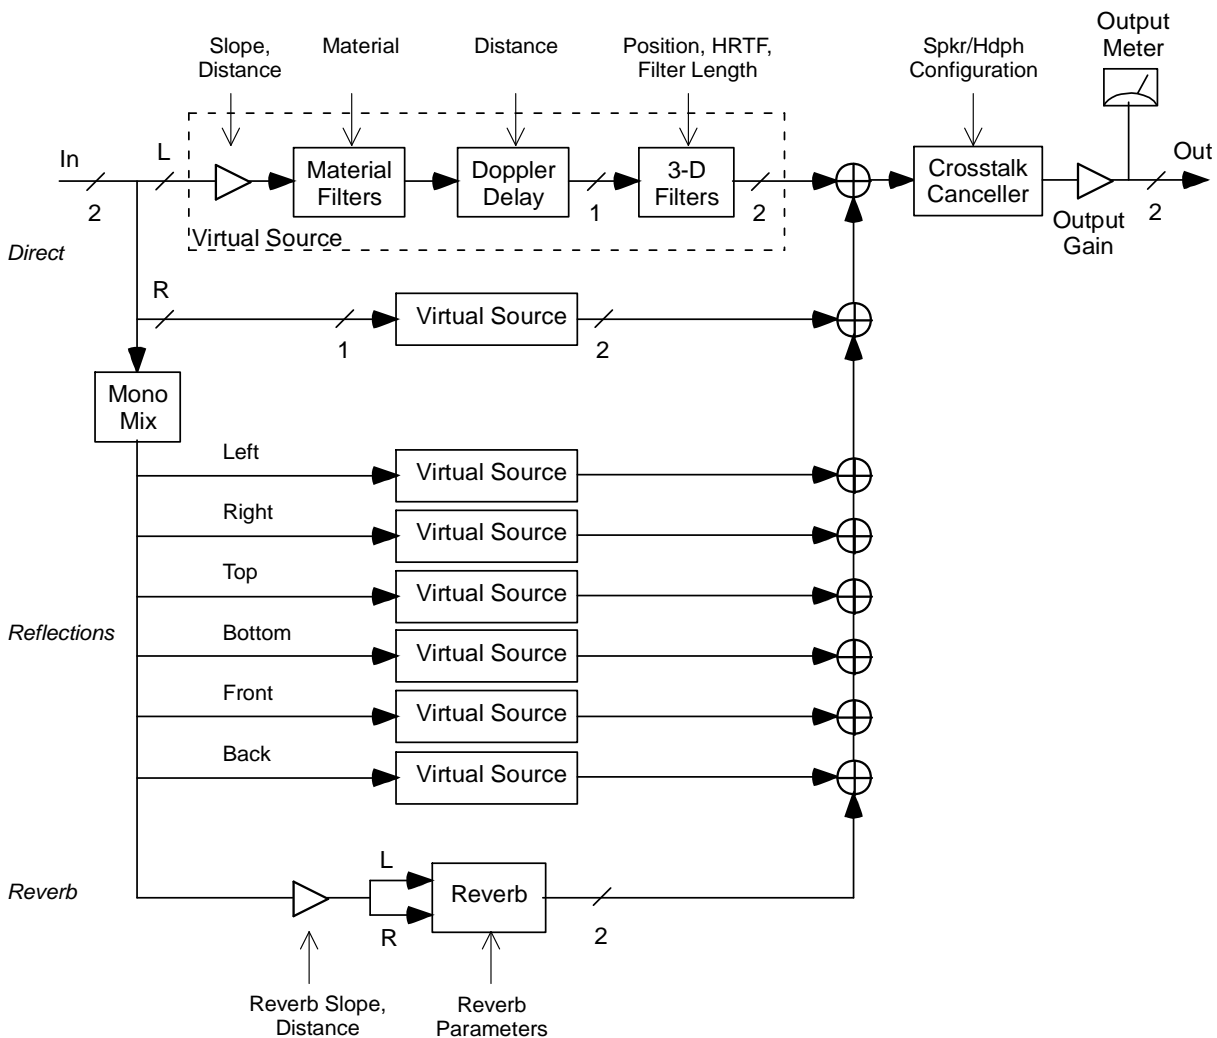 Output
Meter
Slope,
Distance
Material
Distance
Position, HRTF,
Filter Length
Spkr/Hdph
Configuration
In
L
2
Material
Filters
Doppler
Delay
1
3-D
Filters
2
Crosstalk
Canceller
Output
Gain
2
Out
Virtual Source
Direct
R
1
Virtual Source
2
Mono
Mix
Left
Virtual Source
Right
Virtual Source
Top
Virtual Source
Reflections
Bottom
Virtual Source
Front
Virtual Source
Back
Virtual Source
Reverb
L
R
Reverb
2
Reverb Slope,
Distance
Reverb
Parameters